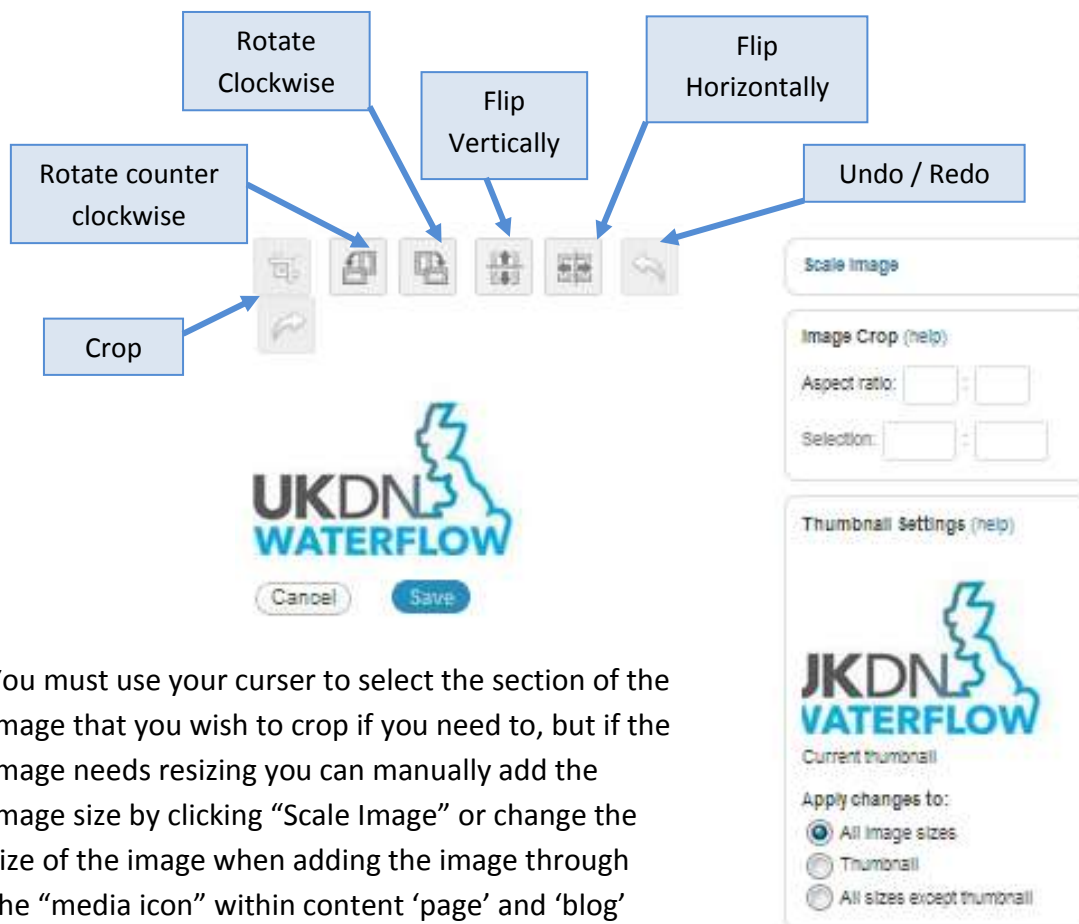 Rotate
Clockwise
Flip
Horizontally
Flip
Vertically
Rotate counter
clockwise
Undo / Redo
Crop
Scale Image
Image Crop (help)
Aspect ratio: :
Selection: :
UKDN
WATERFLOW
Cancel Save
Thumbnail Settings (help)
UKDN
WATERFLOW
Current thumbnail
Apply changes to:
All image sizes
Thumbnail
All sizes except thumbnail
You must use your curser to select the section of the
image that you wish to crop if you need to, but if the
image needs resizing you can manually add the
image size by clicking “Scale Image” or change the
size of the image when adding the image through
the “media icon” within content ‘page’ and ‘blog’